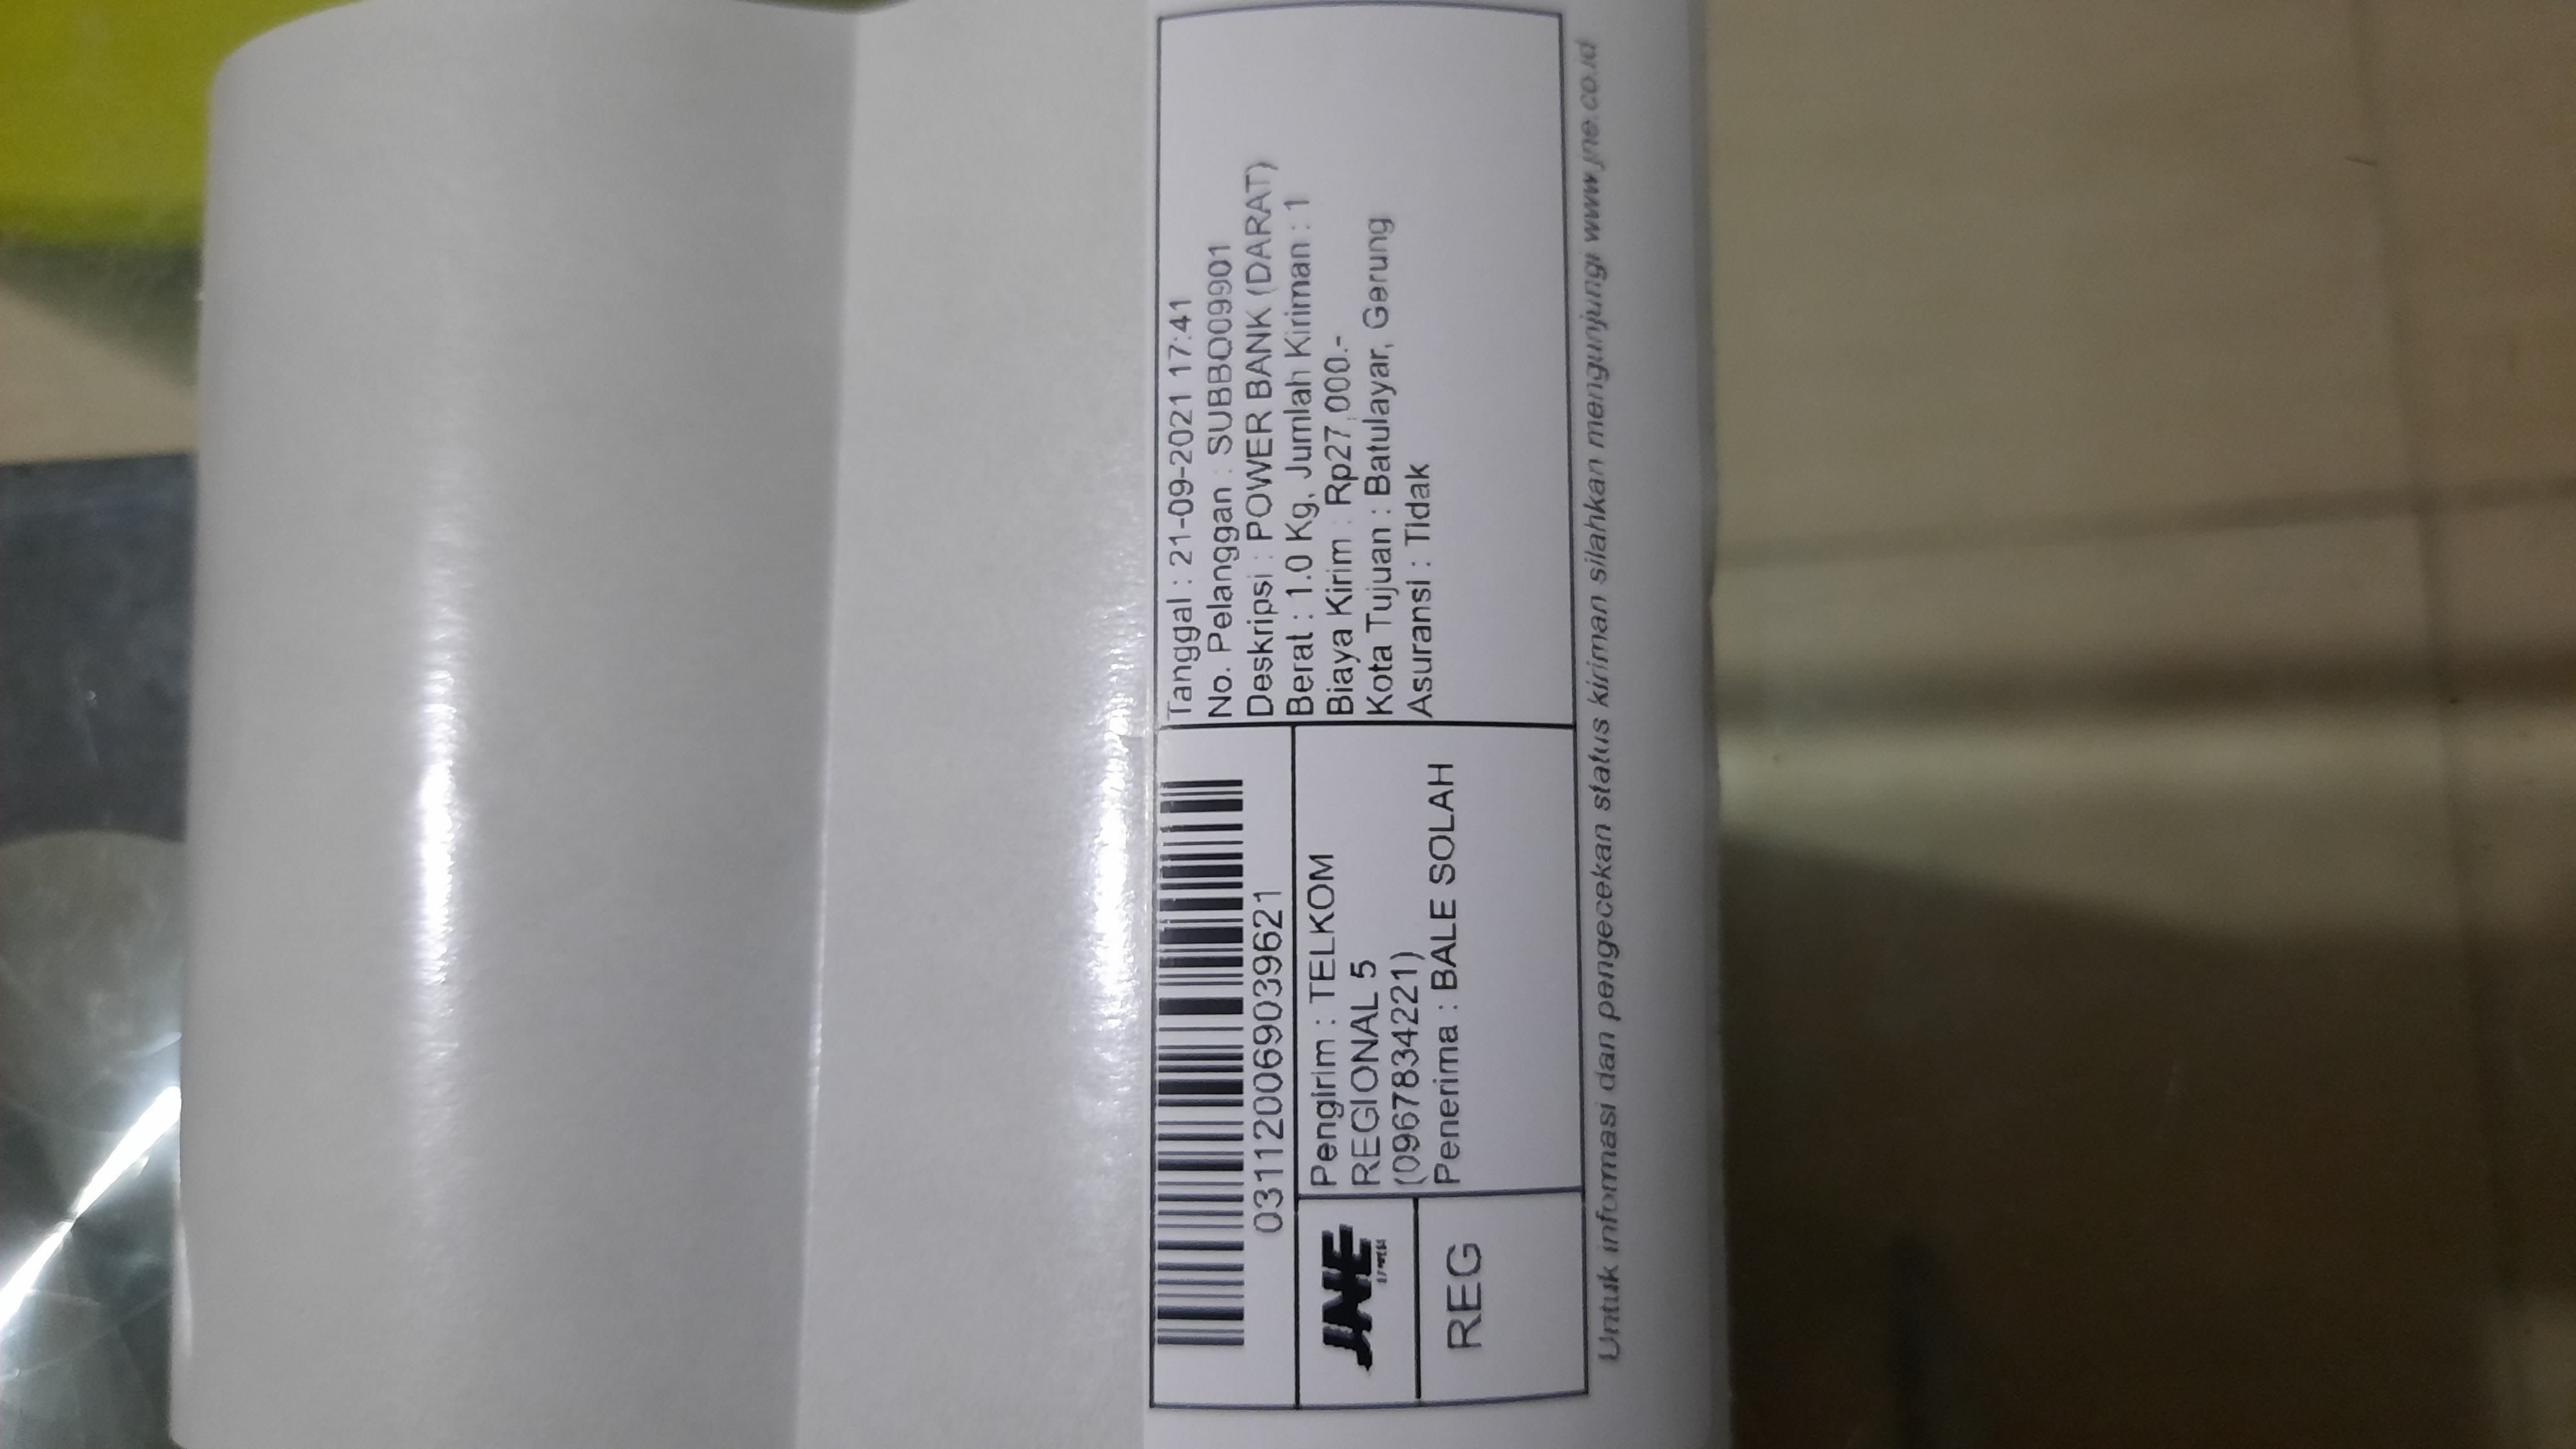 031120069039621
JNE
REG
Pengirim : TELKOM
REGIONAL 5
(0967834221)
Penerima : BALE SOLAH
Tanggal : 21-09-2021 17:41
No. Pelanggan : SUBBO09901
Deskripsi : POWER BANK (DARAT)
Berat : 1.0 Kg, Jumlah Kiriman : 1
Biaya Kirim : Rp27,000.-
Kota Tujuan : Batulayar, Gerung
Asuransi : Tidak
Untuk informasi dan pengecekan status kiriman silahkan mengunjungi www.jne.co.id